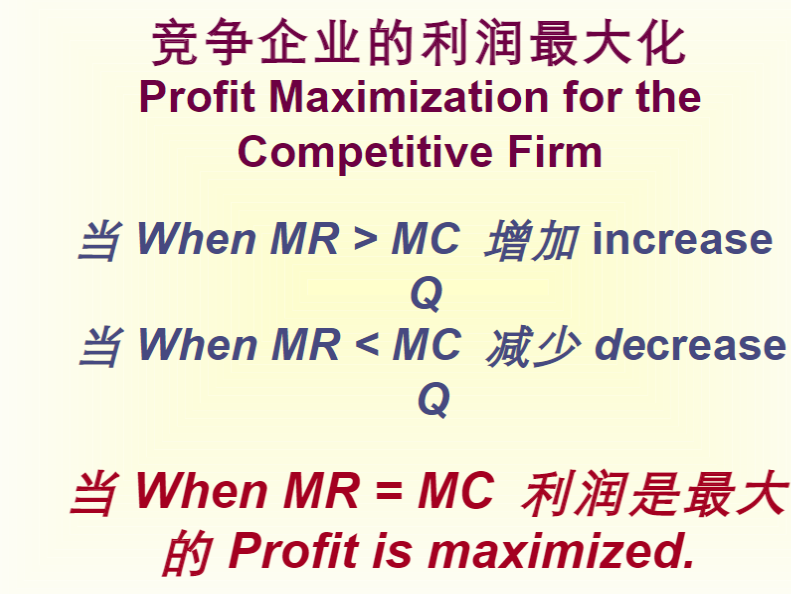 竞争企业的利润最大化
Profit Maximization for the
Competitive Firm
当 When MR > MC 增加 increase
Q
当 When MR < MC 减少 decrease
Q
当 When MR = MC 利润是最大
的 Profit is maximized.